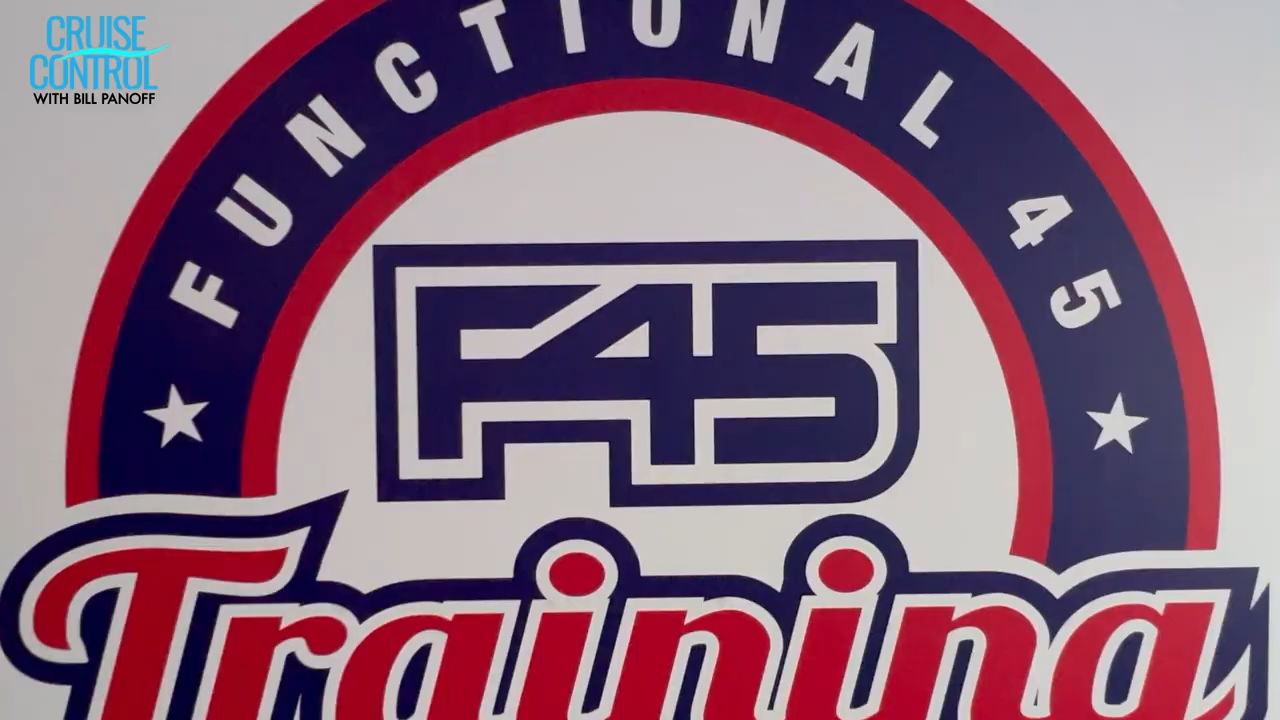 CRUISE
CONTROL
WITH BILL PANOFF
FUNCTIONAL 45
F45
Training